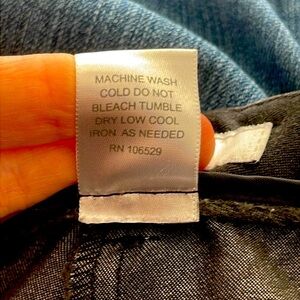 MACHINE WASH
COLD DO NOT
BLEACH TUMBLE
DRY LOW COOL
IRON AS NEEDED
RN 106529